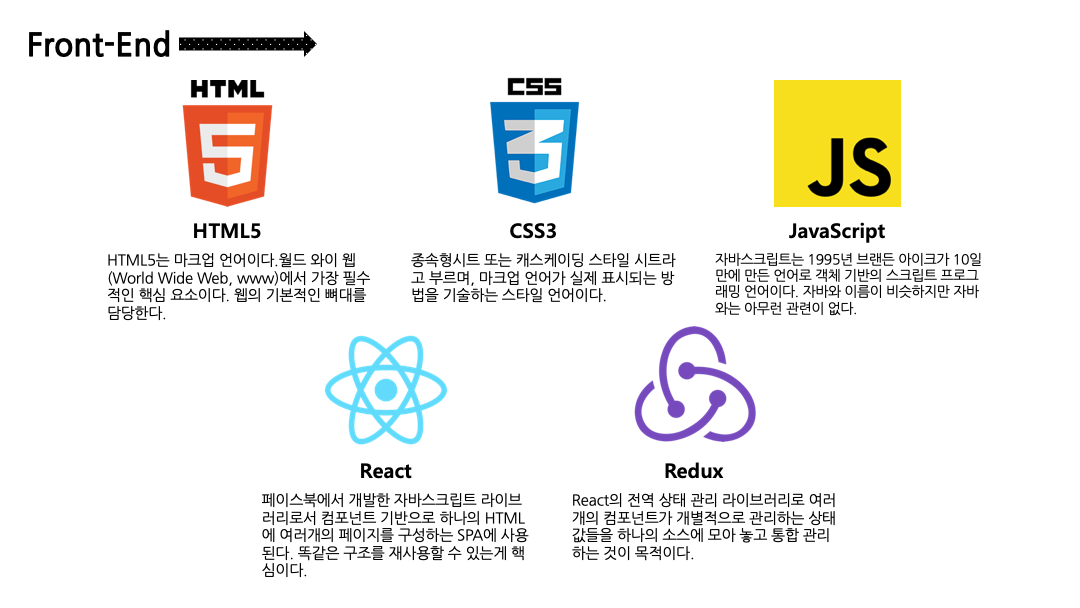 Front-End
HTML
5
HTML5
HTML5는 마크업 언어이다.월드 와이 웹
(World Wide Web, www)에서 가장 필수
적인 핵심 요소이다. 웹의 기본적인 뼈대를
담당한다.
CSS
3
CSS3
종속형시트 또는 캐스케이딩 스타일 시트라
고 부르며, 마크업 언어가 실제 표시되는 방
법을 기술하는 스타일 언어이다.
JS
JavaScript
자바스크립트는 1995년 브랜든 아이크가 10일
만에 만든 언어로 객체 기반의 스크립트 프로그
래밍 언어이다. 자바와 이름이 비슷하지만 자바
와는 아무런 관련이 없다.
React
페이스북에서 개발한 자바스크립트 라이브
러리로서 컴포넌트 기반으로 하나의 HTML
에 여러개의 페이지를 구성하는 SPA에 사용
된다. 똑같은 구조를 재사용할 수 있는게 핵
심이다.
Redux
React의 전역 상태 관리 라이브러리로 여러
개의 컴포넌트가 개별적으로 관리하는 상태
값들을 하나의 소스에 모아 놓고 통합 관리
하는 것이 목적이다.